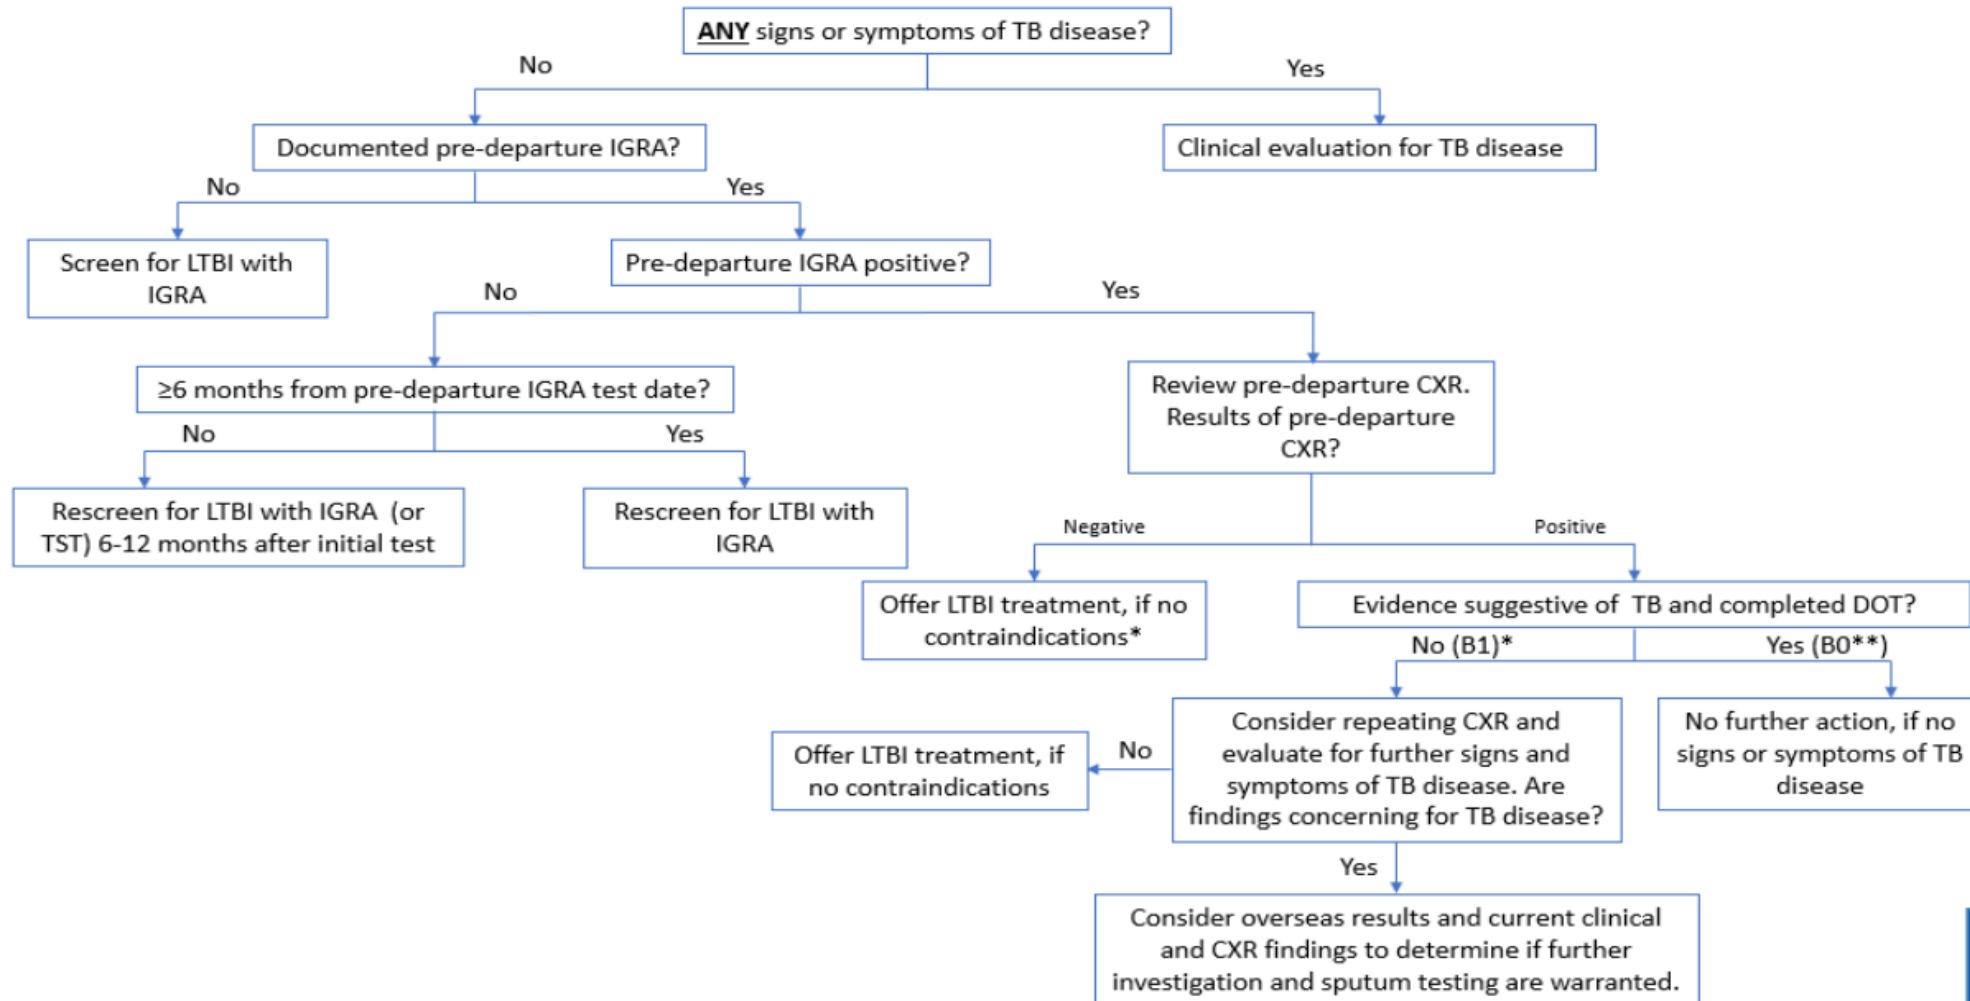 ANY signs or symptoms of TB disease?
No
Yes
Documented pre-departure IGRA?
Clinical evaluation for TB disease
No
Yes
Screen for LTBI with
IGRA
Pre-departure IGRA positive?
No
Yes
≥6 months from pre-departure IGRA test date?
Review pre-departure CXR.
Results of pre-departure
CXR?
No
Yes
Rescreen for LTBI with IGRA (or
TST) 6-12 months after initial test
Rescreen for LTBI with
IGRA
Negative
Positive
Offer LTBI treatment, if no
contraindications*
Evidence suggestive of TB and completed DOT?
No (B1)*
Yes (B0**)
Offer LTBI treatment, if
no contraindications
No
Consider repeating CXR and
evaluate for further signs and
symptoms of TB disease. Are
findings concerning for TB disease?
No further action, if no
signs or symptoms of TB
disease
Yes
Consider overseas results and current clinical
and CXR findings to determine if further
investigation and sputum testing are warranted.